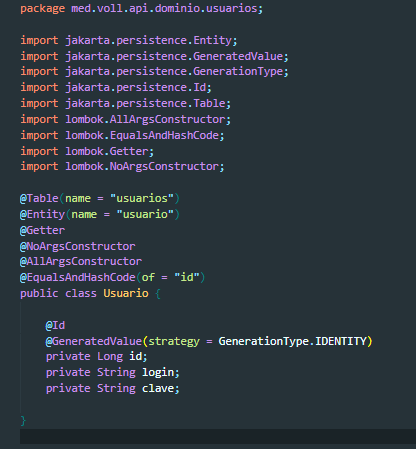 package med.voll.api.dominio.usuarios;
import jakarta.persistence.Entity;
import jakarta.persistence.GeneratedValue;
import jakarta.persistence.GenerationType;
import jakarta.persistence.Id;
import jakarta.persistence.Table;
import lombok.AllArgsConstructor;
import lombok.EqualsAndHashCode;
import lombok.Getter;
import lombok.NoArgsConstructor;
@Table(name = "usuarios")
@Entity(name = "usuario")
@Getter
@NoArgsConstructor
@AllArgsConstructor
@EqualsAndHashCode(of = "id")
public class Usuario {
@Id
@GeneratedValue(strategy = GenerationType.IDENTITY)
private Long id;
private String login;
private String clave;
}